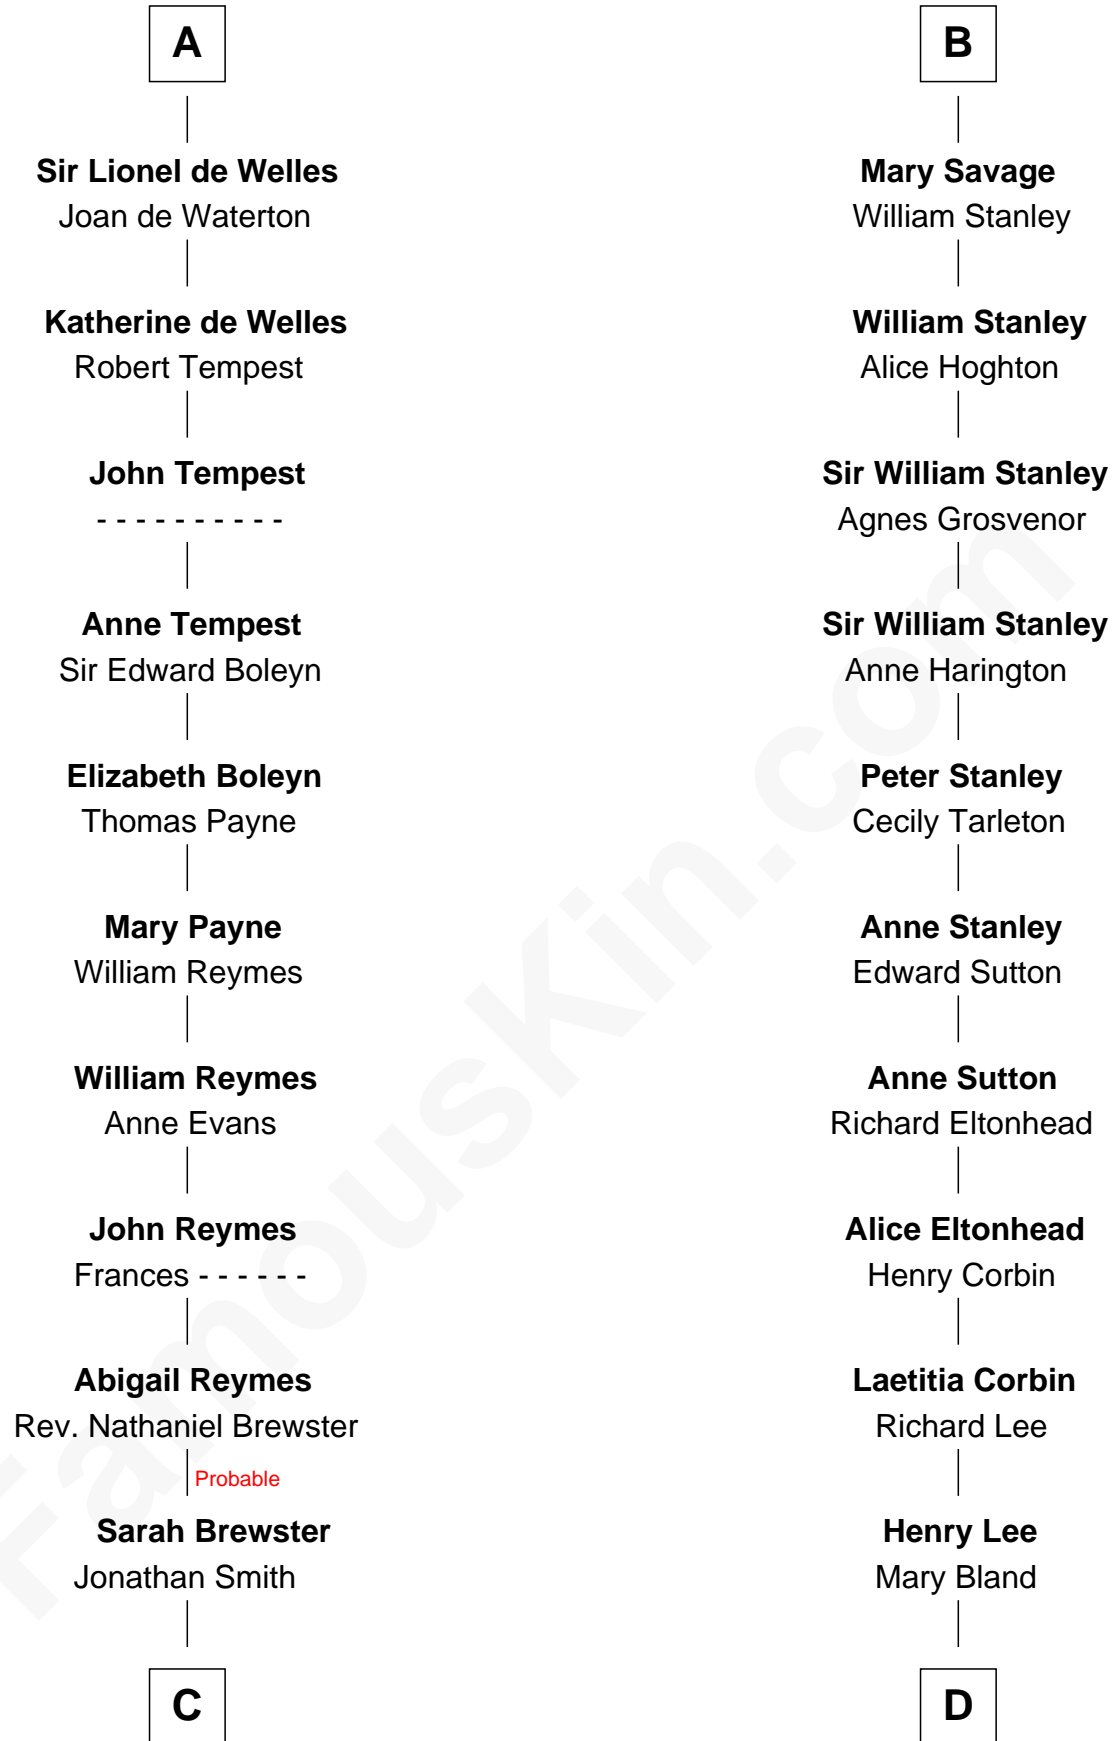 A
Sir Lionel de Welles
Joan de Waterton
Katherine de Welles
Robert Tempest
John Tempest
- - - - - - - - - -
Anne Tempest
Sir Edward Boleyn
Elizabeth Boleyn
Thomas Payne
Mary Payne
William Reymes
William Reymes
Anne Evans
John Reymes
Frances - - - - - -
Abigail Reymes
Rev. Nathaniel Brewster
Probable
Sarah Brewster
Jonathan Smith
C
B
Mary Savage
William Stanley
William Stanley
Alice Hoghton
Sir William Stanley
Agnes Grosvenor
Sir William Stanley
Anne Harington
Peter Stanley
Cecily Tarleton
Anne Stanley
Edward Sutton
Anne Sutton
Richard Eltonhead
Alice Eltonhead
Henry Corbin
Laetitia Corbin
Richard Lee
Henry Lee
Mary Bland
D
FamousKin.com